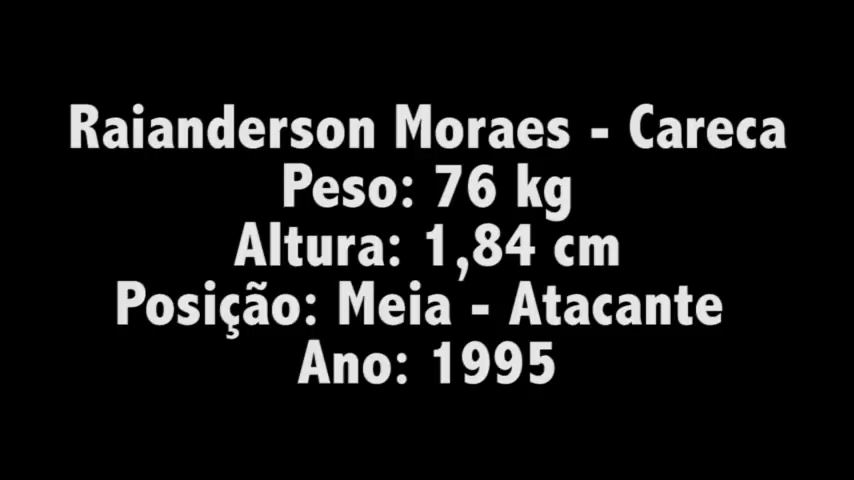 Raianderson Moraes - Careca
Peso: 76 kg
Altura: 1,84 cm
Posição: Meia - Atacante
Ano: 1995